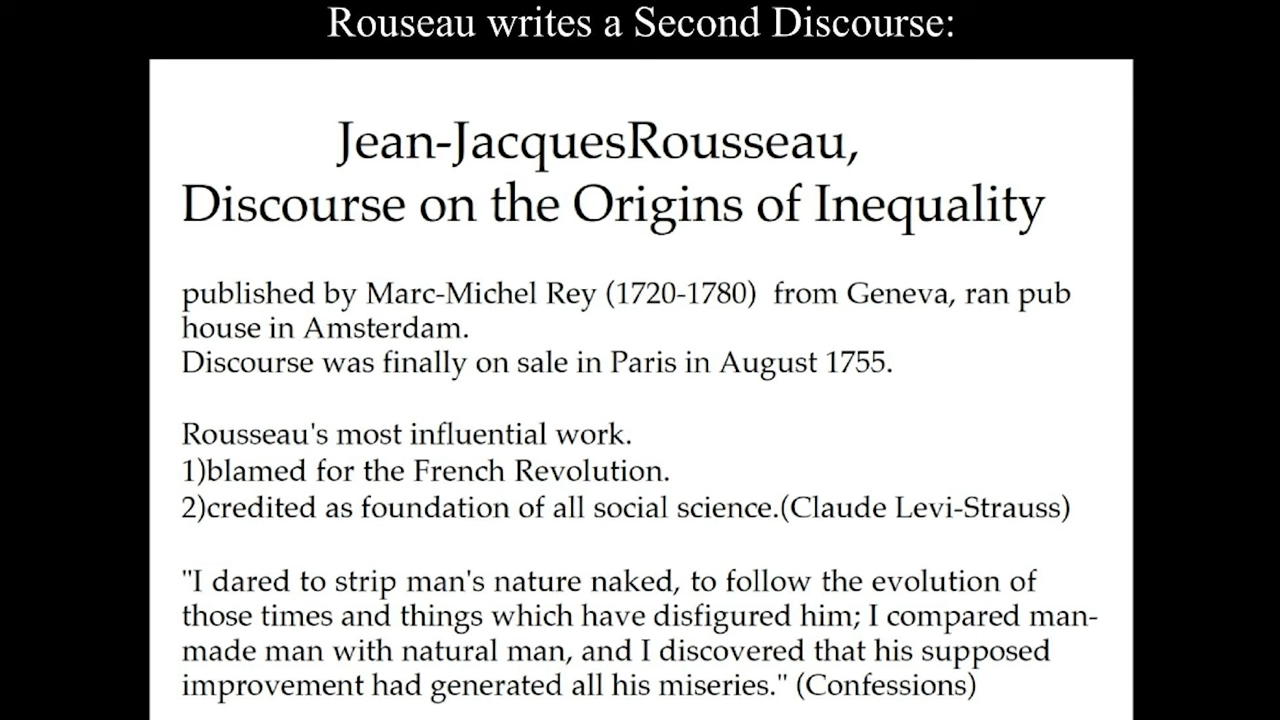 Rouseau writes a Second Discourse:
Jean-JacquesRousseau,
Discourse on the Origins of Inequality
published by Marc-Michel Rey (1720-1780)  from Geneva, ran pub
house in Amsterdam.
Discourse was finally on sale in Paris in August 1755.
Rousseau's most influential work.
1)blamed for the French Revolution.
2)credited as foundation of all social science.(Claude Levi-Strauss)
"I dared to strip man's nature naked, to follow the evolution of
those times and things which have disfigured him; I compared man-
made man with natural man, and I discovered that his supposed
improvement had generated all his miseries." (Confessions)